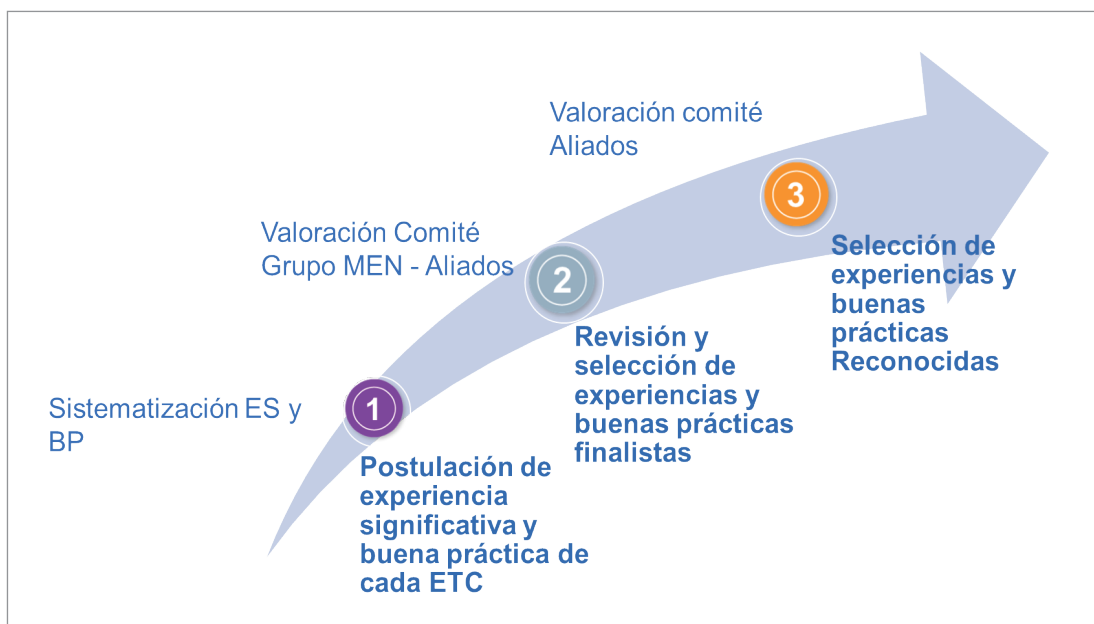 Sistematización ES y
BP
1
Postulación de
experiencia
significativa y
buena práctica de
cada ETC
Valoración Comité
Grupo MEN - Aliados
2
Revisión y
selección de
experiencias y
buenas prácticas
finalistas
Valoración comité
Aliados
3
Selección de
experiencias y
buenas
prácticas
Reconocidas